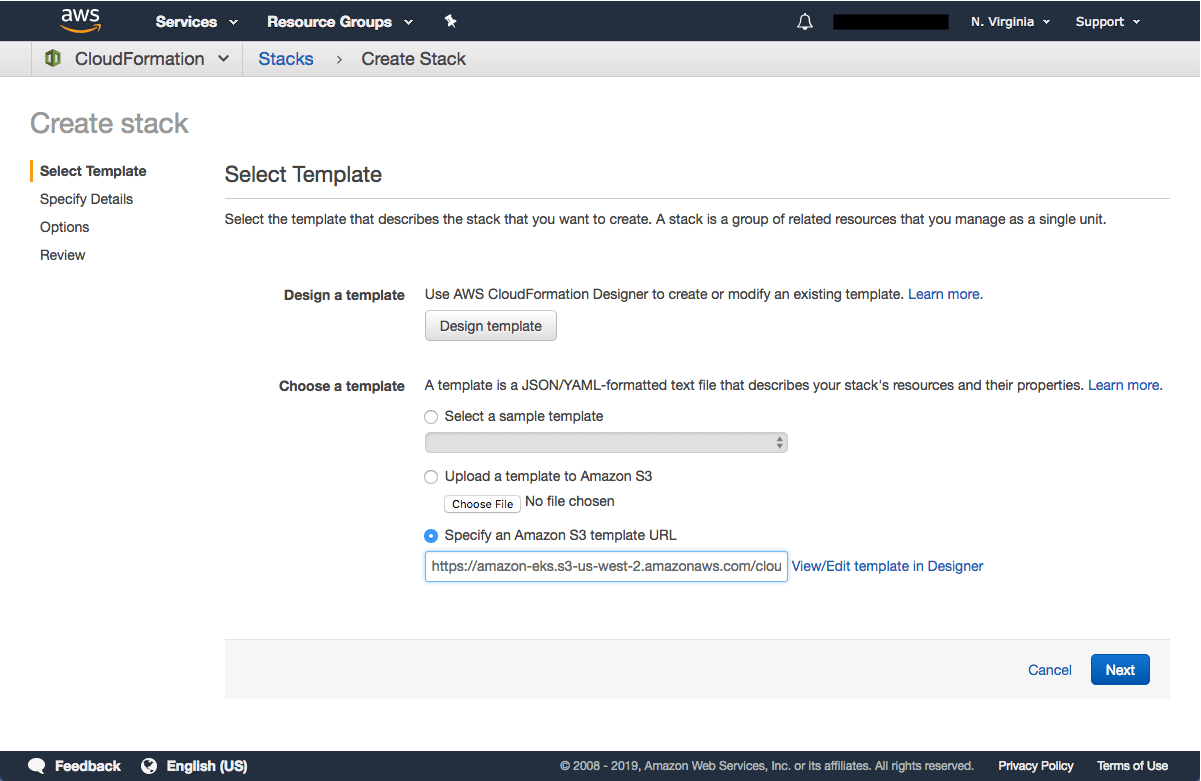 aws Services Resource Groups N. Virginia Support
CloudFormation Stacks > Create Stack
Create stack
Select Template
Specify Details
Options
Review
Select Template
Select the template that describes the stack that you want to create. A stack is a group of related resources that you manage as a single unit.
Design a template Use AWS CloudFormation Designer to create or modify an existing template. Learn more.
Design template
Choose a template A template is a JSON/YAML-formatted text file that describes your stack's resources and their properties. Learn more.
Select a sample template
Upload a template to Amazon S3
Choose File No file chosen
Specify an Amazon S3 template URL
https://amazon-eks.s3-us-west-2.amazonaws.com/clou View/Edit template in Designer
Cancel Next
Feedback English (US) © 2008 - 2019, Amazon Web Services, Inc. or its affiliates. All rights reserved. Privacy Policy Terms of Use